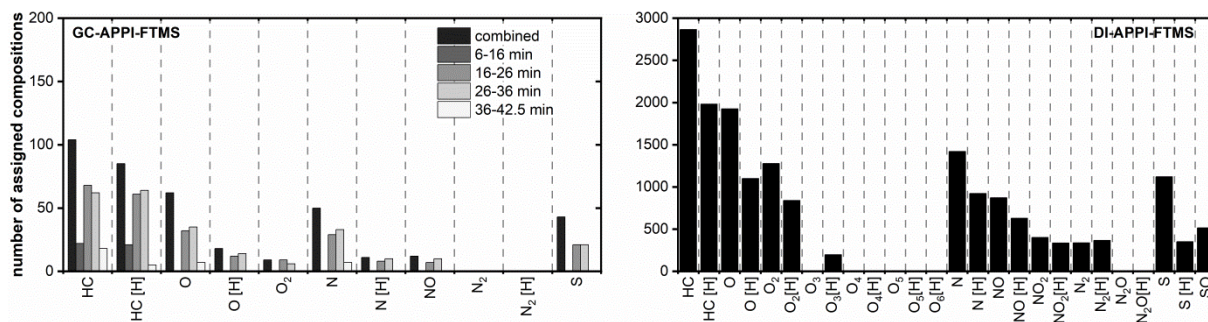 GC-APPI-FTMS
combined
6-16 min
16-26 min
26-36 min
36-42.5 min
number of assigned compositions
200
150
100
50
0
HC
HC [H]
O
O [H]
O₂
N
N [H]
NO
N₂
N₂ [H]
S
DI-APPI-FTMS
3000
2500
2000
1500
1000
500
0
HC
HC [H]
O
O [H]
O₂
O₂[H]
O₃
O₃[H]
O₄
O₄[H]
O₅
O₅[H]
O₆[H]
N
N [H]
NO
NO [H]
NO₂
NO₂[H]
N₂
N₂[H]
N₂O
N₂O[H]
S
S [H]
SO